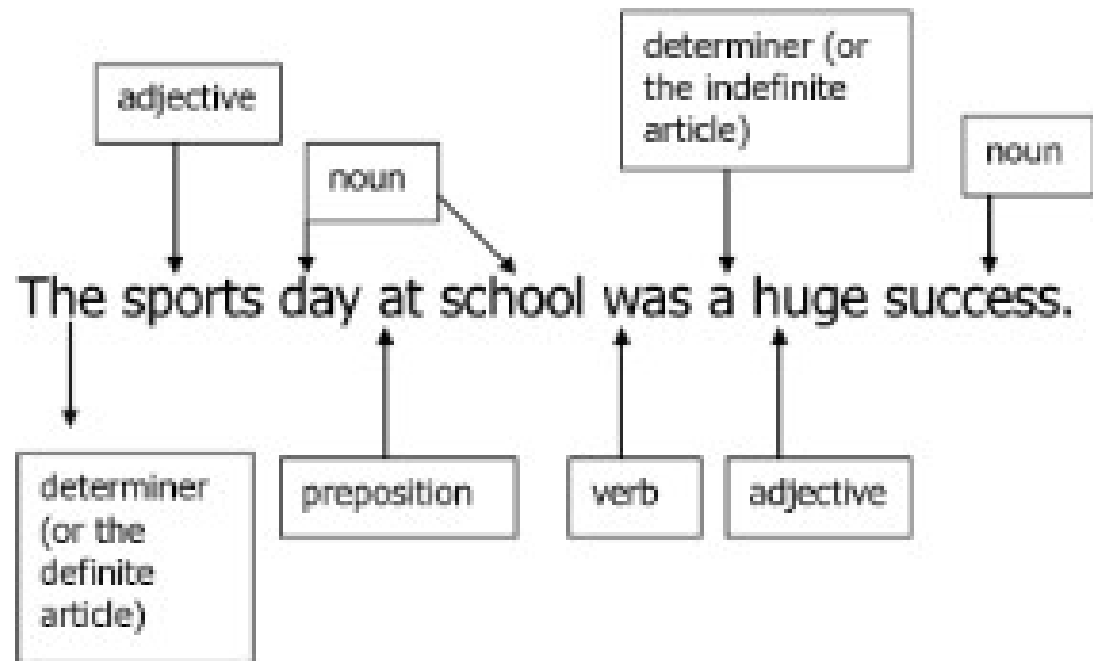 determiner (or
the indefinite
article)
adjective
noun
noun
The sports day at school was a huge success.
determiner
(or the
definite
article)
preposition
verb
adjective